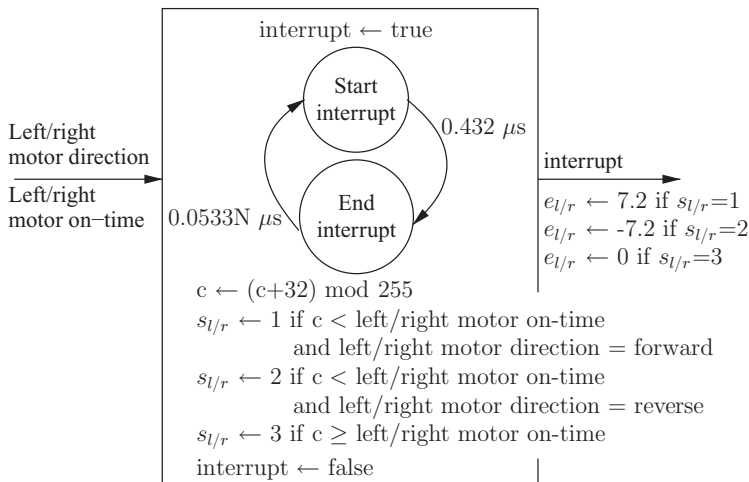 interrupt ← true
Start
interrupt
0.432 μs
Left/right
motor direction
Left/right
motor on−time
0.0533N μs
End
interrupt
interrupt
e_{l/r} ← 7.2 if s_{l/r}=1
e_{l/r} ← -7.2 if s_{l/r}=2
e_{l/r} ← 0 if s_{l/r}=3
c ← (c+32) mod 255
s_{l/r} ← 1 if c < left/right motor on-time
and left/right motor direction = forward
s_{l/r} ← 2 if c < left/right motor on-time
and left/right motor direction = reverse
s_{l/r} ← 3 if c ≥ left/right motor on-time
interrupt ← false